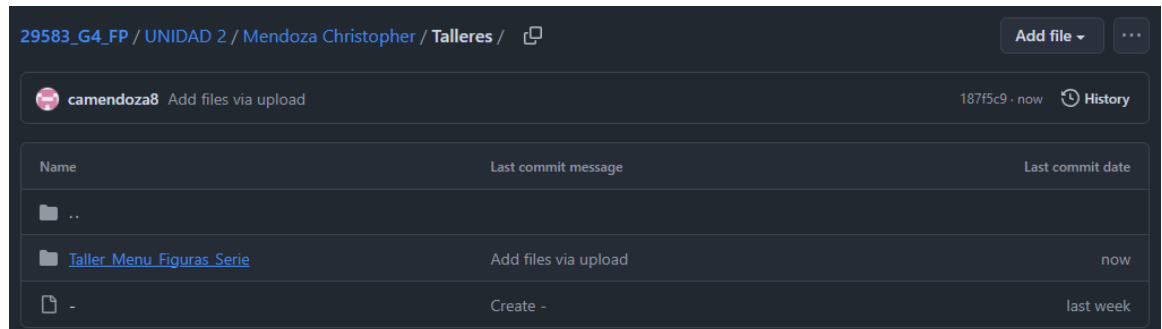 29583_G4_FP / UNIDAD 2 / Mendoza Christopher / Talleres / Add file
camendoza8 Add files via upload 187f5c9 · now History
Name Last commit message Last commit date
..
Taller_Menu_Figuras_Serie Add files via upload now
- Create - last week